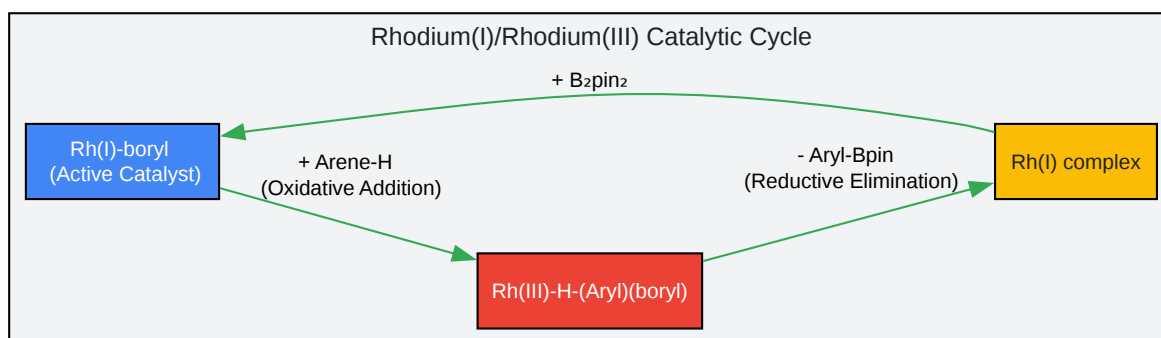 Rhodium(I)/Rhodium(III) Catalytic Cycle
+ B₂pin₂
Rh(I)-boryl
(Active Catalyst)
+ Arene-H
(Oxidative Addition)
- Aryl-Bpin
(Reductive Elimination)
Rh(I) complex
Rh(III)-H-(Aryl)(boryl)